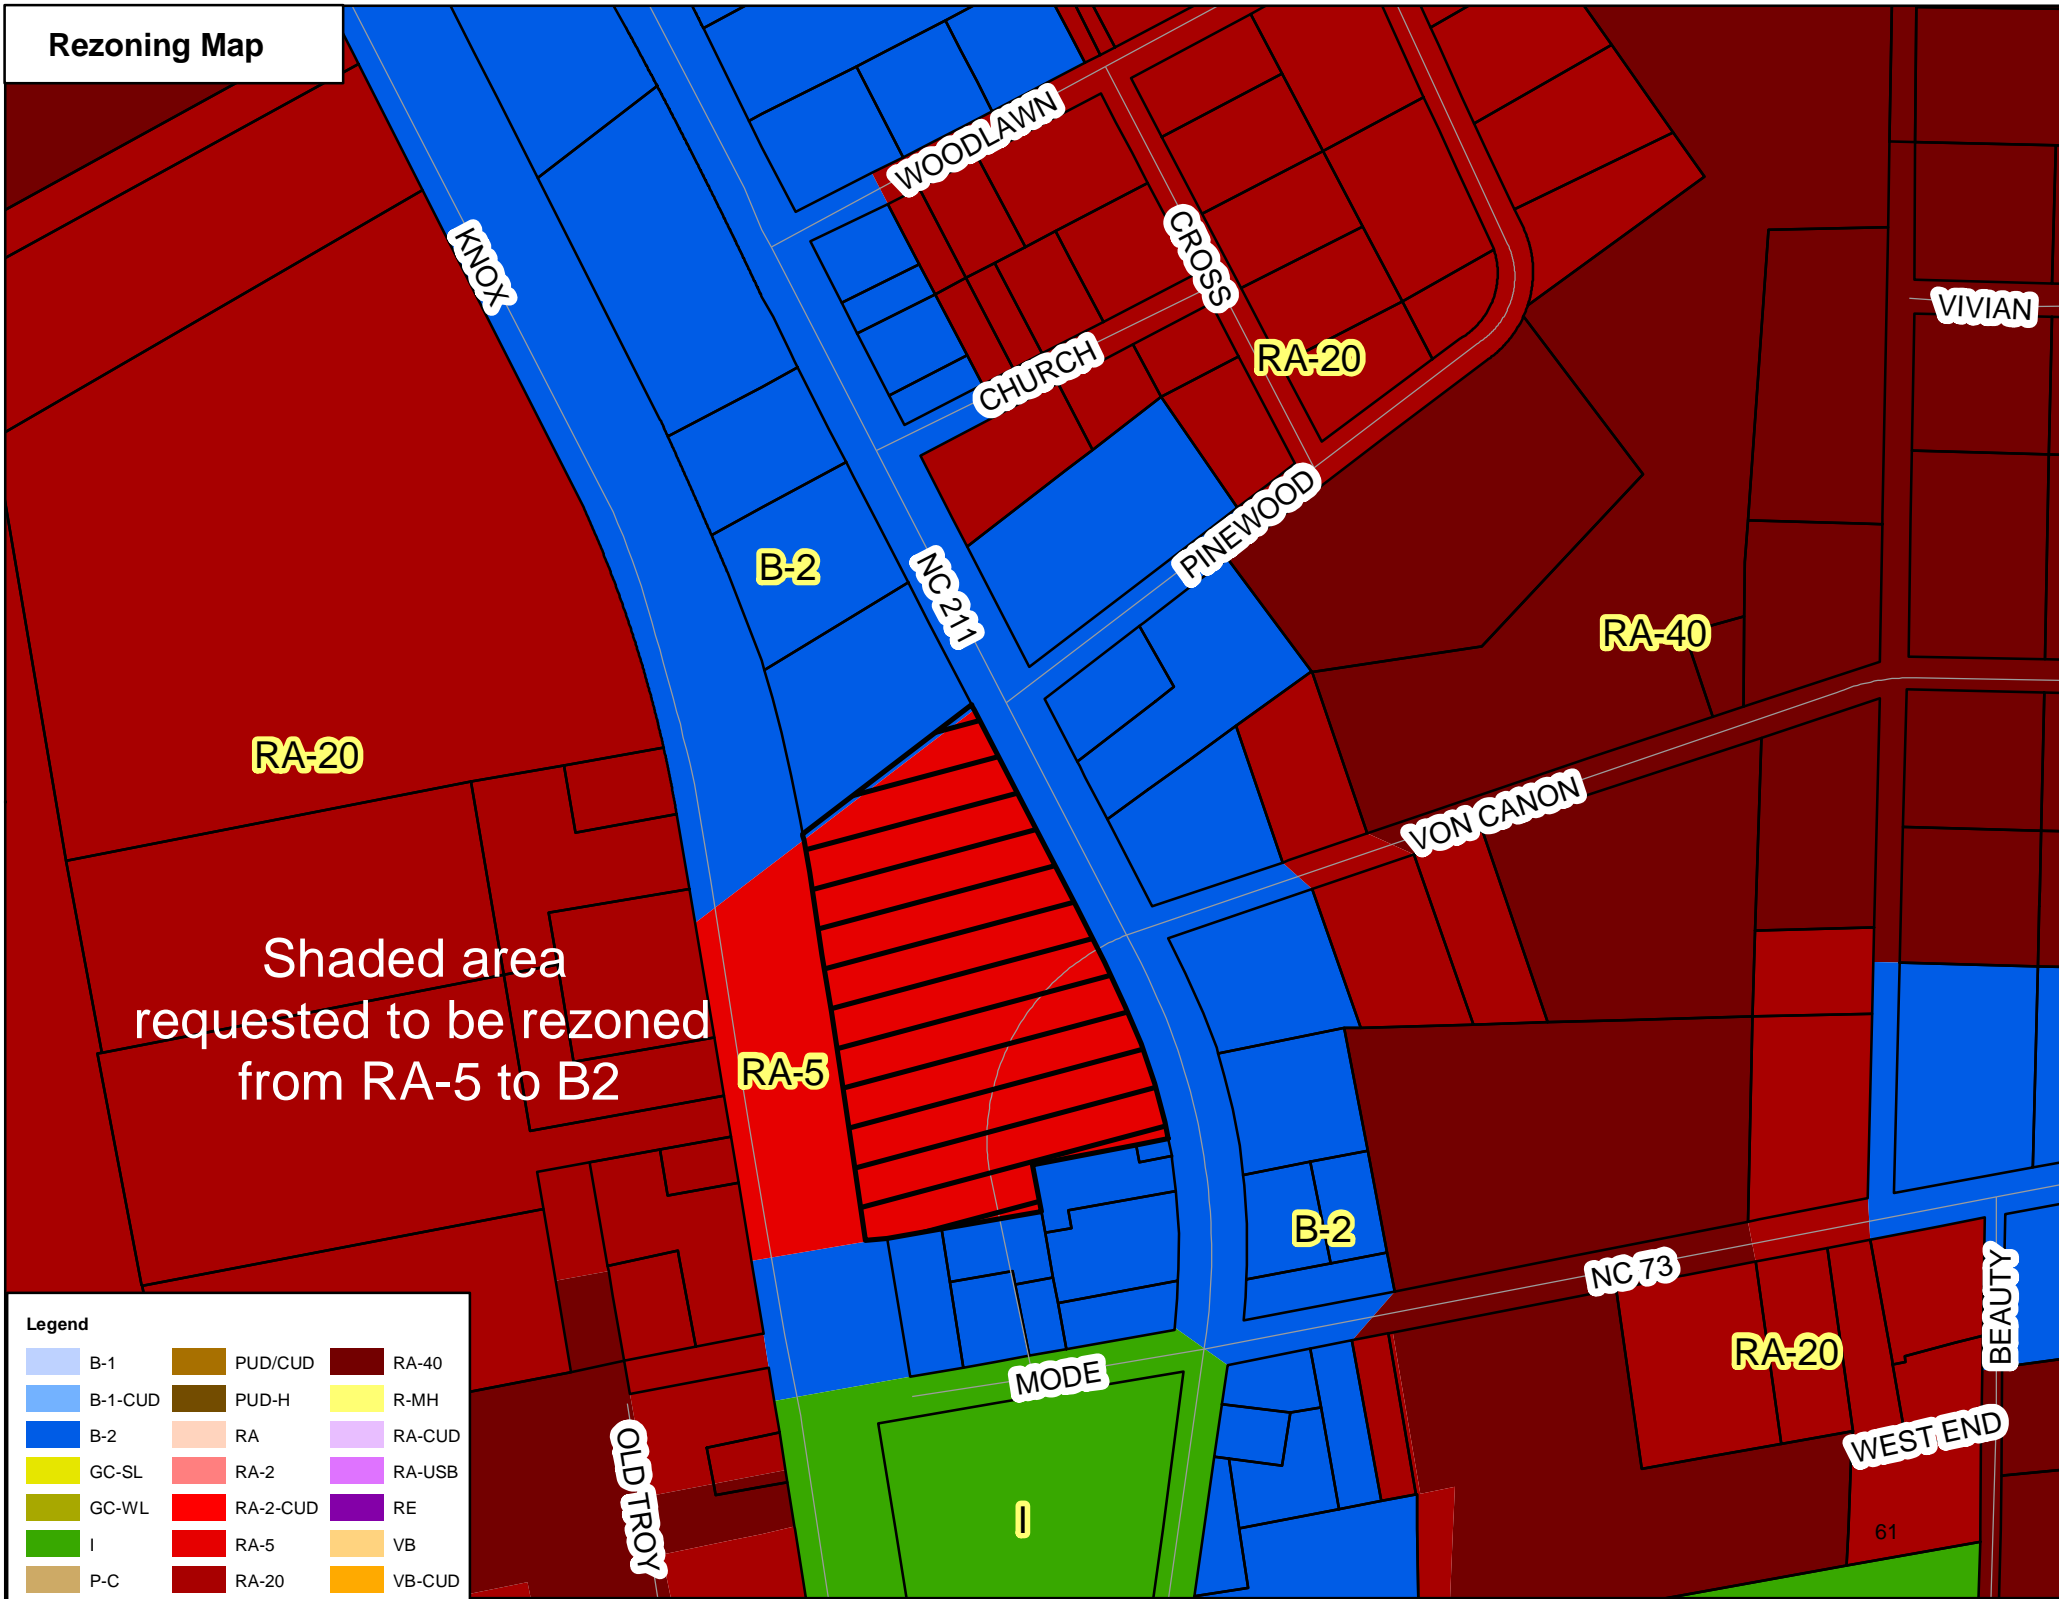 Rezoning Map
WOODLAWN
KNOX
CROSS
VIVIAN
CHURCH
RA-20
PINEWOOD
B-2
NC 211
RA-40
RA-20
VON CANON
Shaded area
requested to be rezoned
from RA-5 to B2
RA-5
B-2
NC 73
BEAUTY
RA-20
MODE
WEST END
OLD TROY
I
61
Legend
B-1
B-1-CUD
B-2
GC-SL
GC-WL
I
P-C
PUD/CUD
PUD-H
RA
RA-2
RA-2-CUD
RA-5
RA-20
RA-40
R-MH
RA-CUD
RA-USB
RE
VB
VB-CUD